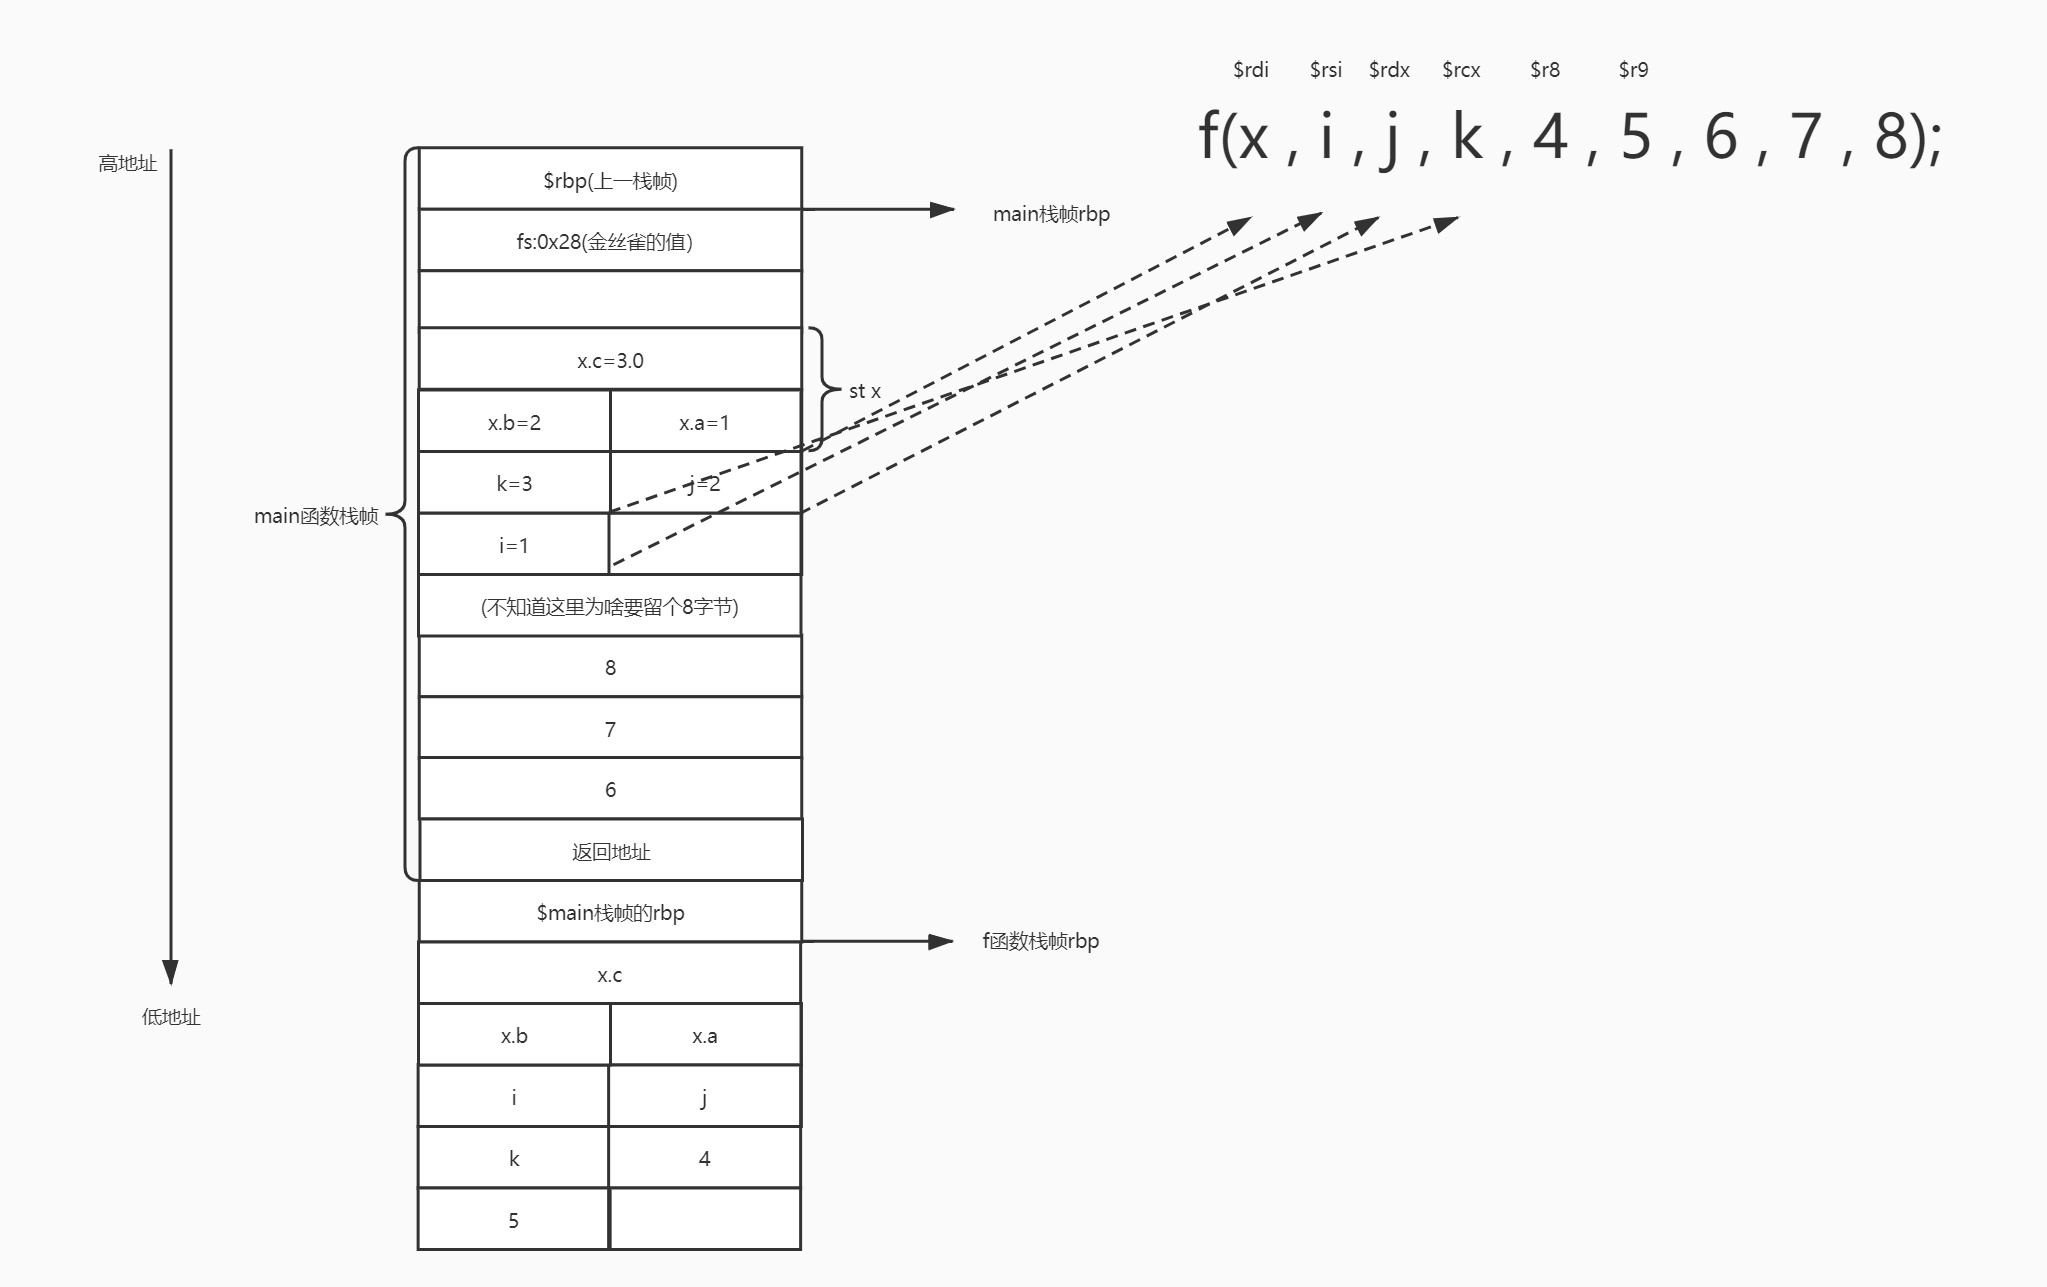 $rdi $rsi $rdx $rcx $r8 $r9
f(x , i , j , k , 4 , 5 , 6 , 7 , 8);
高地址
$rbp(上一栈帧)
main栈帧rbp
fs:0x28(金丝雀的值)
x.c=3.0
st x
x.b=2 x.a=1
k=3 j=2
main函数栈帧
i=1
(不知道这里为啥要留个8字节)
8
7
6
返回地址
$main栈帧的rbp
f函数栈帧rbp
x.c
低地址
x.b x.a
i j
k 4
5